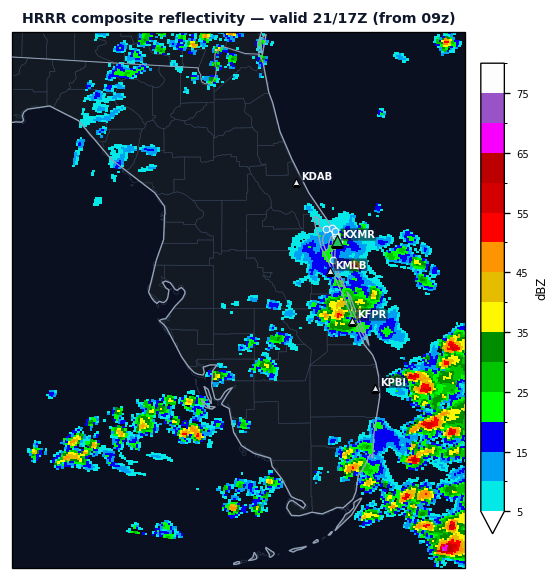 HRRR composite reflectivity — valid 21/17Z (from 09z)
KDAB
KXMR
KMLB
KFPR
KPBI
75
65
55
45
35
25
15
5
dBZ